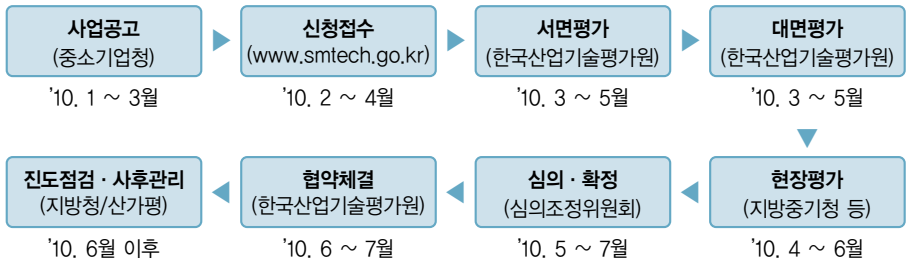 사업공고
(중소기업청)
'10. 1 ~ 3월
신청접수
(www.smtech.go.kr)
'10. 2 ~ 4월
서면평가
(한국산업기술평가원)
'10. 3 ~ 5월
대면평가
(한국산업기술평가원)
'10. 3 ~ 5월
현장평가
(지방중기청 등)
'10. 4 ~ 6월
심의·확정
(심의조정위원회)
'10. 5 ~ 7월
협약체결
(한국산업기술평가원)
'10. 6 ~ 7월
진도점검·사후관리
(지방청/산가평)
'10. 6월 이후